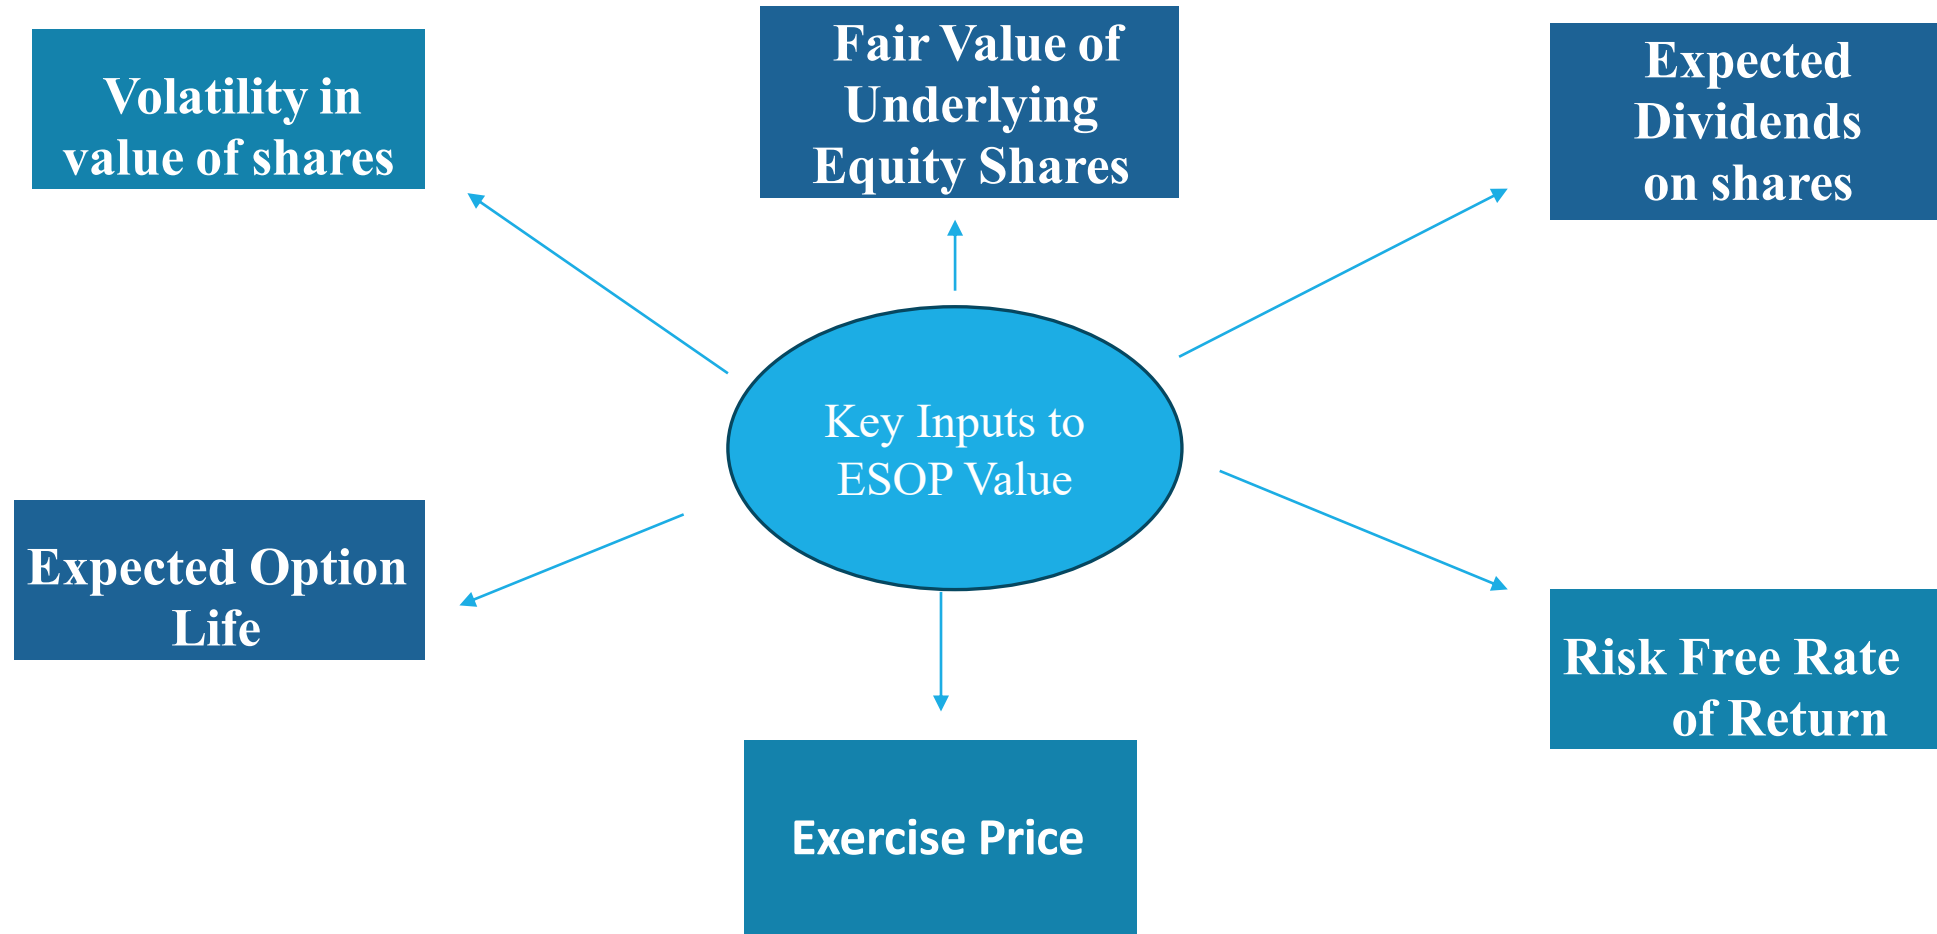 Volatility in
value of shares
Fair Value of
Underlying
Equity Shares
Expected
Dividends
on shares
Key Inputs to
ESOP Value
Expected Option
Life
Risk Free Rate
of Return
Exercise Price